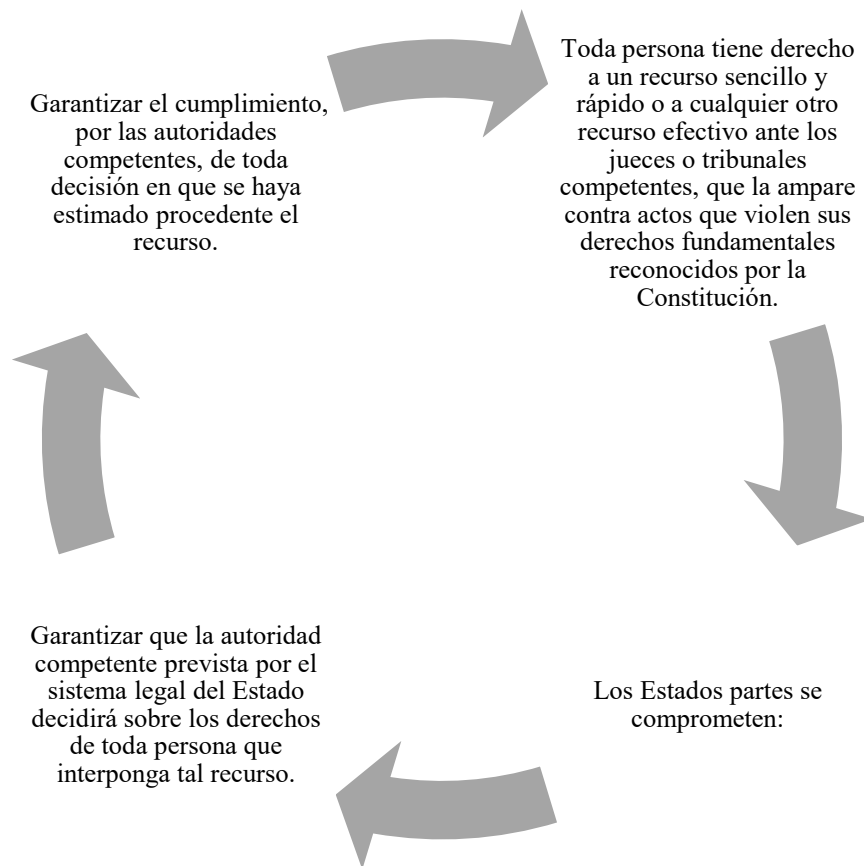 Toda persona tiene derecho
a un recurso sencillo y
rápido o a cualquier otro
recurso efectivo ante los
jueces o tribunales
competentes, que la ampare
contra actos que violen sus
derechos fundamentales
reconocidos por la
Constitución.
Los Estados partes se
comprometen:
Garantizar que la autoridad
competente prevista por el
sistema legal del Estado
decidirá sobre los derechos
de toda persona que
interponga tal recurso.
Garantizar el cumplimiento,
por las autoridades
competentes, de toda
decisión en que se haya
estimado procedente el
recurso.